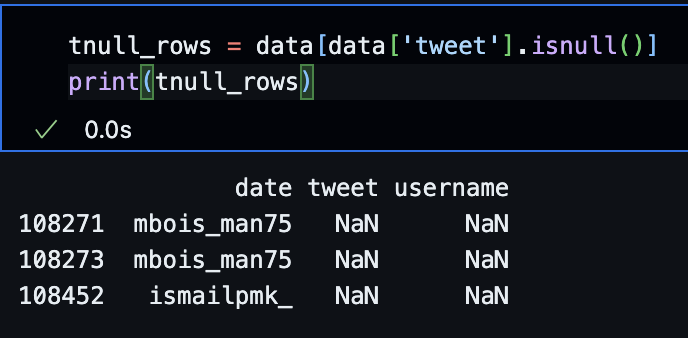 tnull_rows = data[data['tweet'].isnull()]
print(tnull_rows)
0.0s
date tweet username
108271 mbois_man75 NaN NaN
108273 mbois_man75 NaN NaN
108452 ismailpmk_ NaN NaN